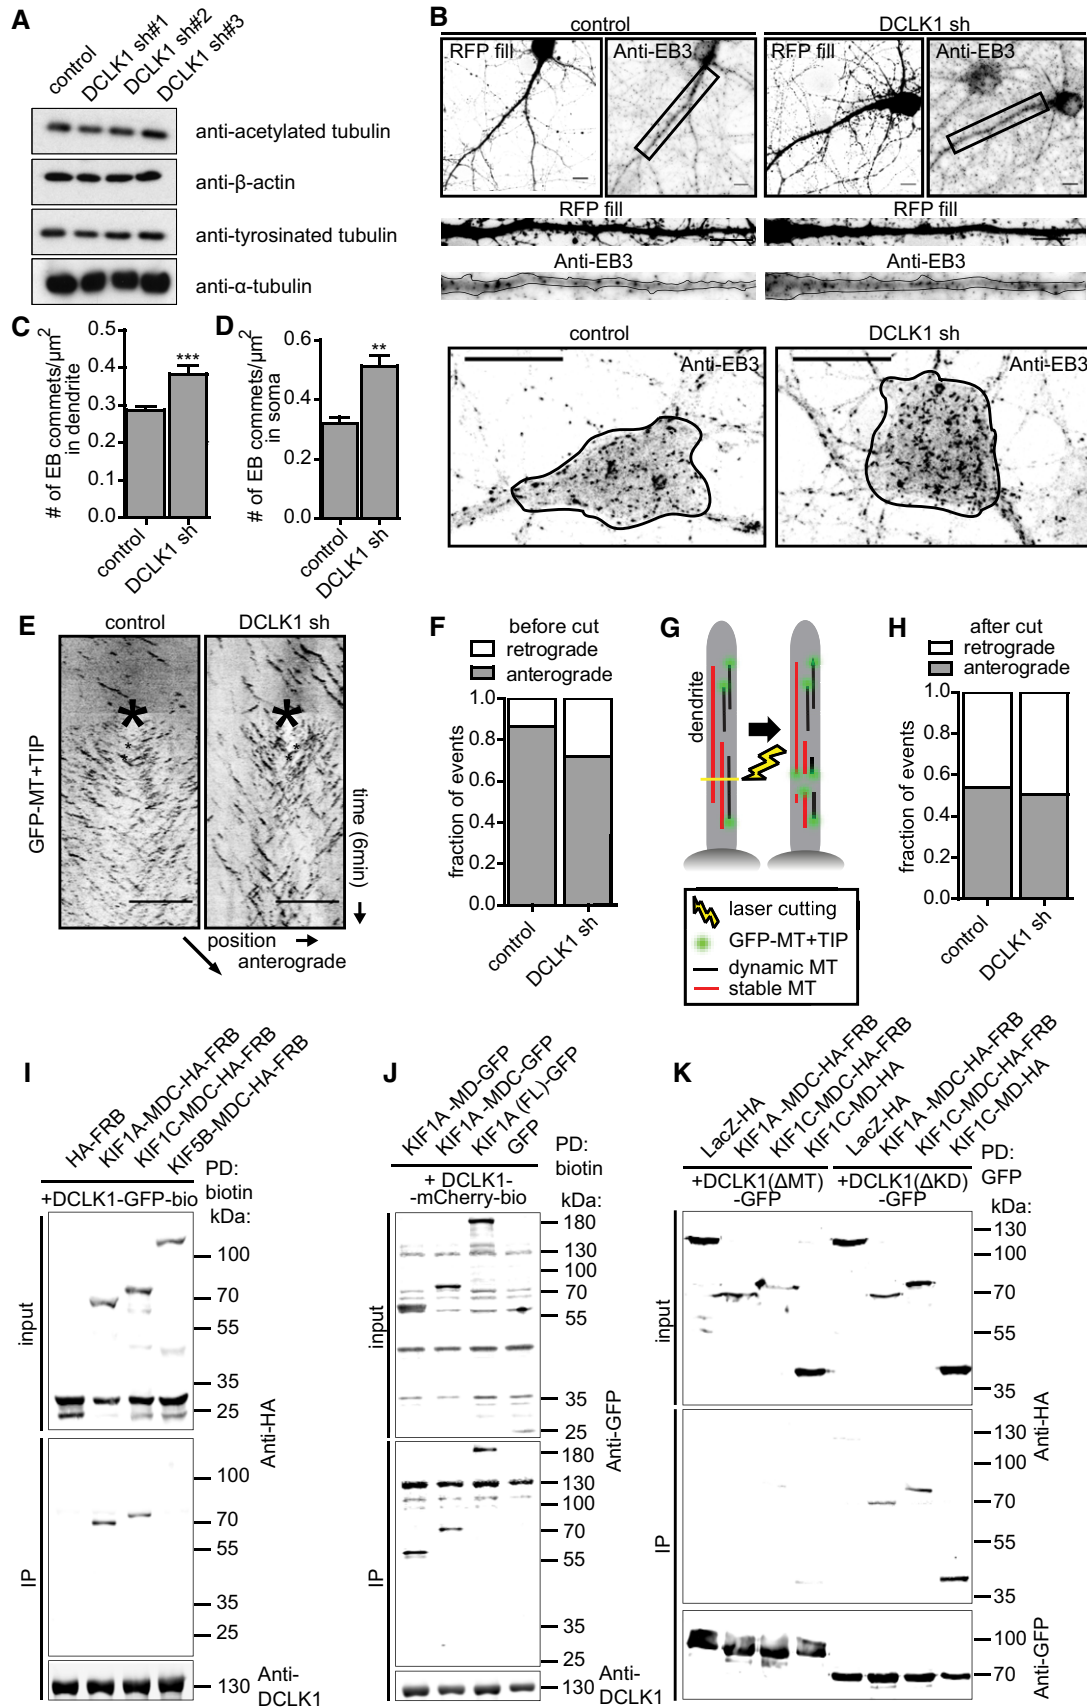 A
control
DCLK1 sh#1
DCLK1 sh#2
DCLK1 sh#3
anti-acetylated tubulin
anti-β-actin
anti-tyrosinated tubulin
anti-α-tubulin
B
control
DCLK1 sh
RFP fill
Anti-EB3
RFP fill
Anti-EB3
RFP fill
RFP fill
Anti-EB3
Anti-EB3
control
DCLK1 sh
Anti-EB3
Anti-EB3
C
# of EB commets/µm²
in dendrite
0.5
0.4
0.3
0.2
0.1
0.0
***
control
DCLK1 sh
D
# of EB commets/µm²
in soma
0.6
0.4
0.2
0.0
**
control
DCLK1 sh
E
control
DCLK1 sh
GFP-MT+TIP
*
*
*
*
*
*
time (6min)
position
anterograde
F
before cut
retrograde
anterograde
fraction of events
1.0
0.8
0.6
0.4
0.2
0.0
control
DCLK1 sh
G
dendrite
laser cutting
GFP-MT+TIP
dynamic MT
stable MT
H
after cut
retrograde
anterograde
fraction of events
1.0
0.8
0.6
0.4
0.2
0.0
control
DCLK1 sh
I
HA-FRB
KIF1A-MDC-HA-FRB
KIF1C-MDC-HA-FRB
KIF5B-MDC-HA-FRB
PD:
biotin
+DCLK1-GFP-bio
kDa:
input
100
70
55
35
25
Anti-HA
IP
100
70
55
35
25
130
Anti-
DCLK1
J
KIF1A -MD-GFP
KIF1A -MDC-GFP
KIF1A (FL)-GFP
GFP
PD:
biotin
+ DCLK1-
-mCherry-bio
kDa:
input
180
130
100
70
55
35
25
Anti-GFP
IP
180
130
100
70
55
35
25
130
Anti-
DCLK1
K
LacZ-HA
KIF1A -MDC-HA-FRB
KIF1C-MDC-HA-FRB
KIF1C-MD-HA
LacZ-HA
KIF1A -MDC-HA-FRB
KIF1C-MDC-HA-FRB
KIF1C-MD-HA
PD:
GFP
+DCLK1(ΔMT)
-GFP
+DCLK1(ΔKD)
-GFP
kDa:
input
130
100
70
55
35
Anti-HA
IP
130
100
70
55
35
100
70
Anti-GFP